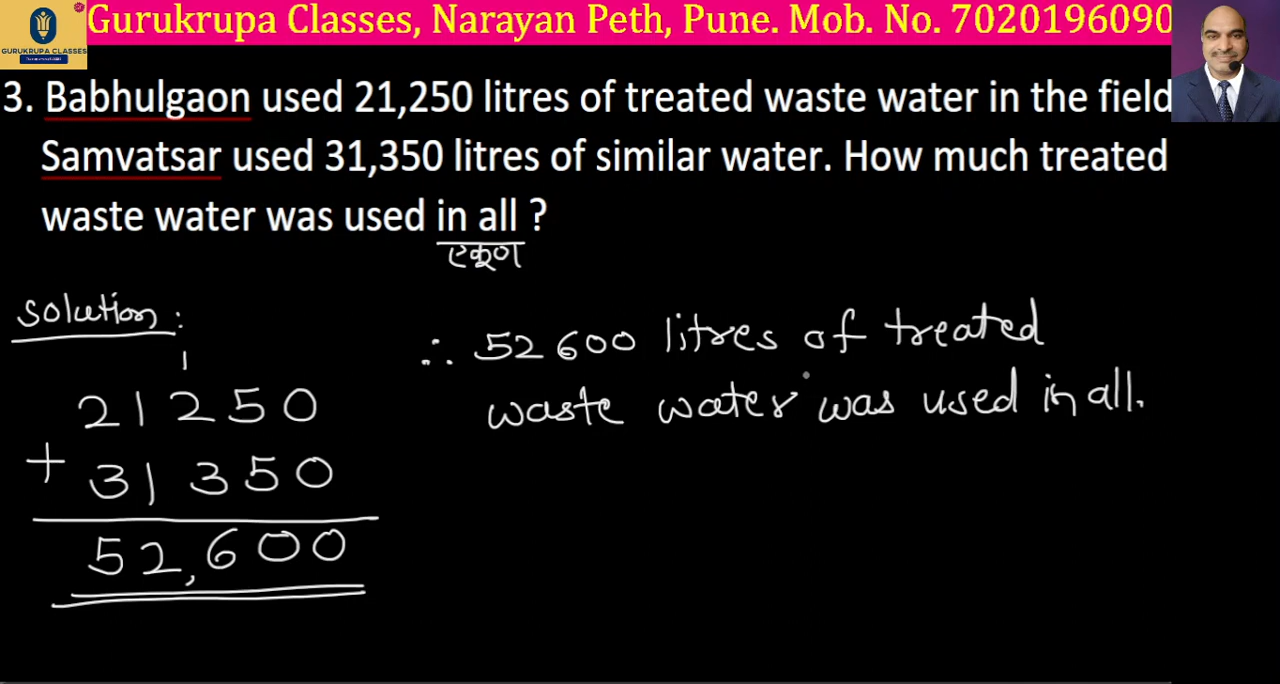 Gurukrupa Classes, Narayan Peth, Pune. Mob. No. 7020196090
GURUKRUPA CLASSES
3. Babhulgaon used 21,250 litres of treated waste water in the field
Samvatsar used 31,350 litres of similar water. How much treated
waste water was used in all ?
एकूण
Solution :
1
21250
+ 31350
52,600
∴ 52600 litres of treated
waste water was used in all.